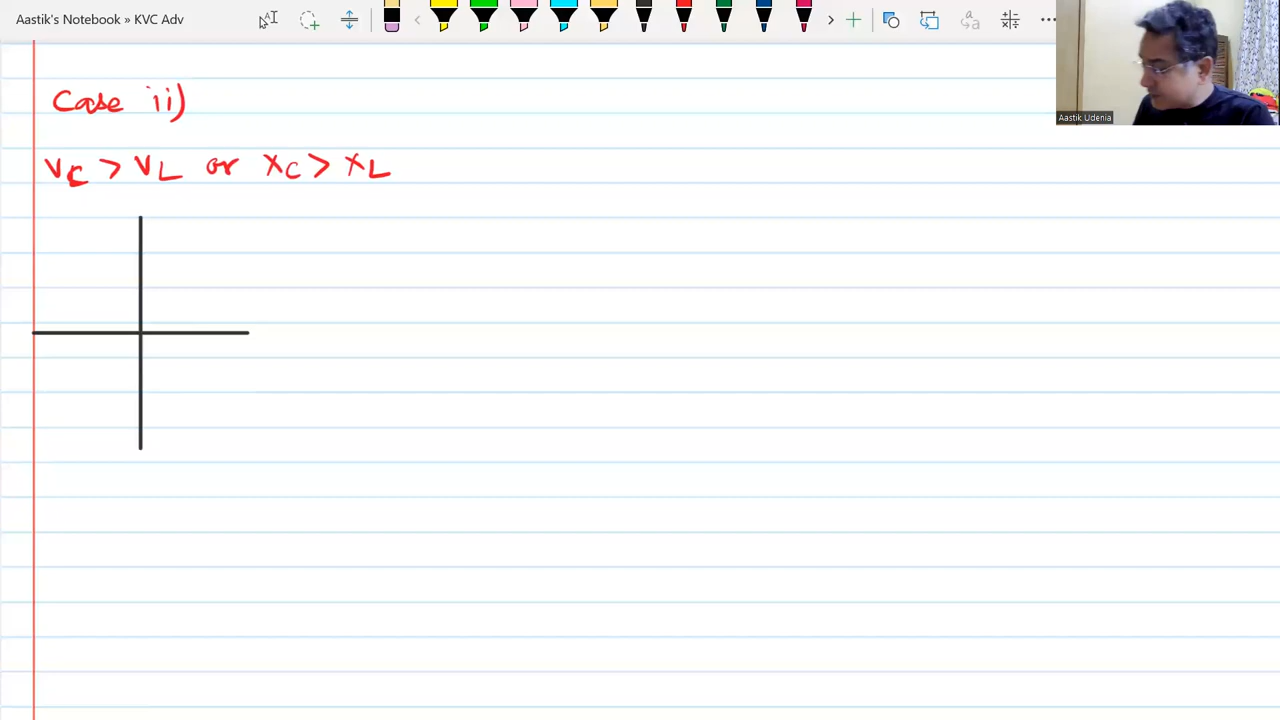 Aastik's Notebook » KVC Adv
Aastik Udenia
Case ii)
VC > VL or XC > XL